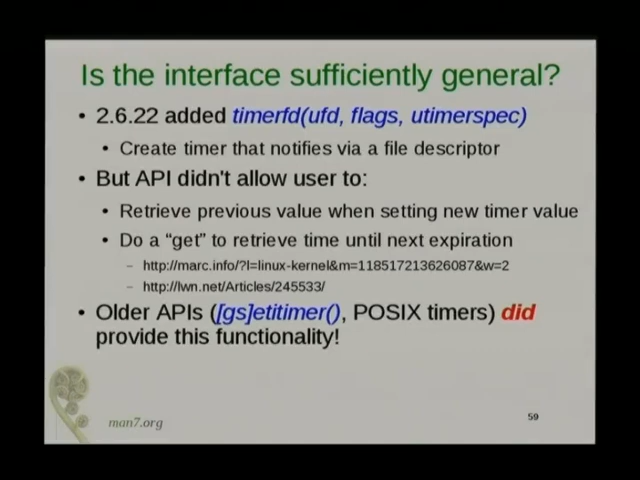 Is the interface sufficiently general?
• 2.6.22 added timerfd(ufd, flags, utimerspec)
• Create timer that notifies via a file descriptor
• But API didn't allow user to:
• Retrieve previous value when setting new timer value
• Do a “get” to retrieve time until next expiration
– http://marc.info/?l=linux-kernel&m=118517213626087&w=2
– http://lwn.net/Articles/245533/
• Older APIs ([gs]etitimer(), POSIX timers) did
provide this functionality!
man7.org
59